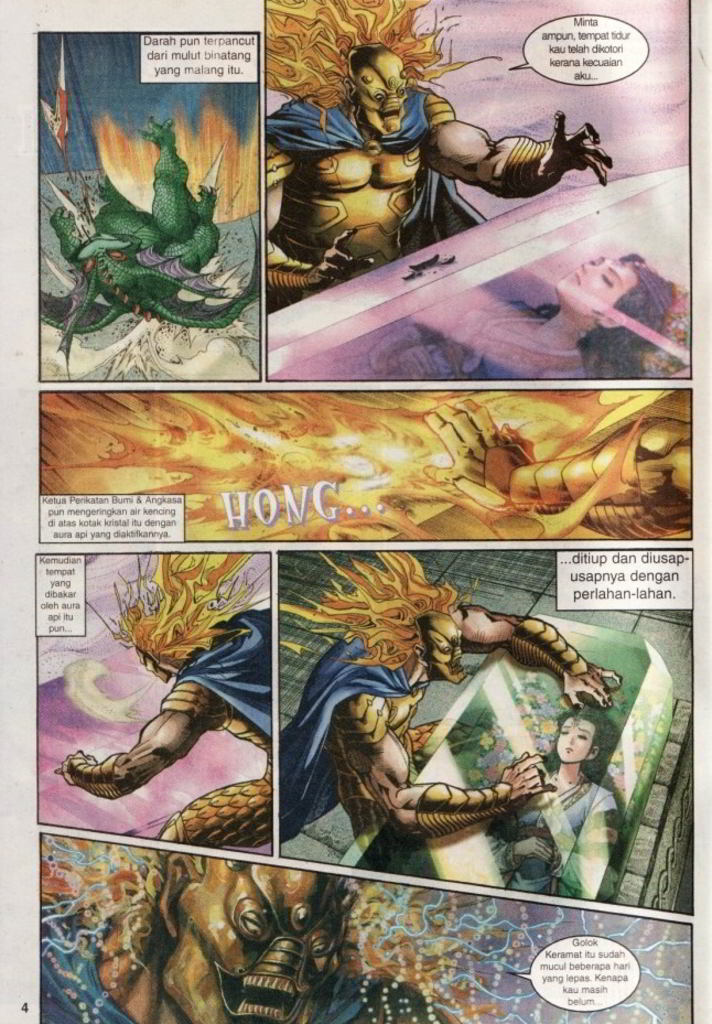 Darah pun terpancut
dari mulut binatang
yang malang itu.
Minta
ampun, tempat tidur
kau telah dikotori
kerana kecuaian
aku...
Ketua Perikatan Bumi & Angkasa
pun mengeringkan air kencing
di atas kotak kristal itu dengan
aura api yang diaktifkannya.
HONG...
Kemudian
tempat
yang
dibakar
oleh aura
api itu
pun...
...ditiup dan diusap-
usapnya dengan
perlahan-lahan.
Golok
Keramat itu sudah
mucul beberapa hari
yang lepas. Kenapa
kau masih
belum...
4